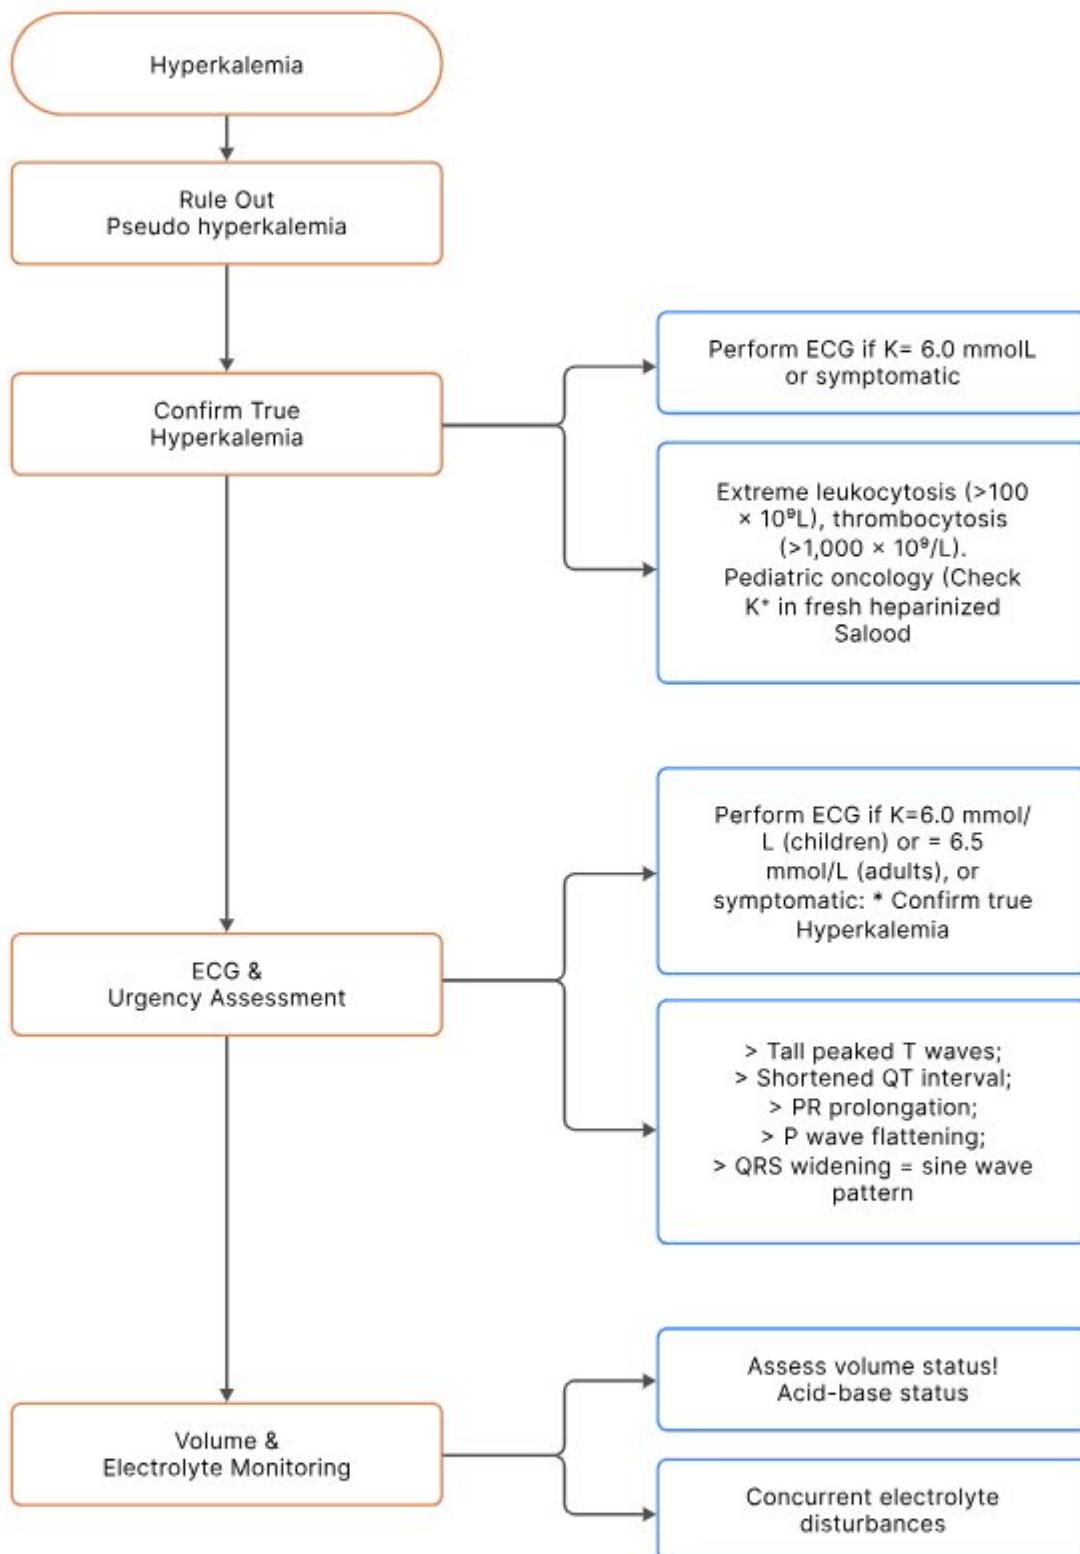 Hyperkalemia
Rule Out
Pseudo hyperkalemia
Confirm True
Hyperkalemia
Perform ECG if K= 6.0 mmolL
or symptomatic
Extreme leukocytosis (>100
× 10⁹L), thrombocytosis
(>1,000 × 10⁹/L).
Pediatric oncology (Check
K⁺ in fresh heparinized
Salood
Perform ECG if K=6.0 mmol/
L (children) or = 6.5
mmol/L (adults), or
symptomatic: * Confirm true
Hyperkalemia
ECG &
Urgency Assessment
> Tall peaked T waves;
> Shortened QT interval;
> PR prolongation;
> P wave flattening;
> QRS widening = sine wave
pattern
Volume &
Electrolyte Monitoring
Assess volume status!
Acid-base status
Concurrent electrolyte
disturbances